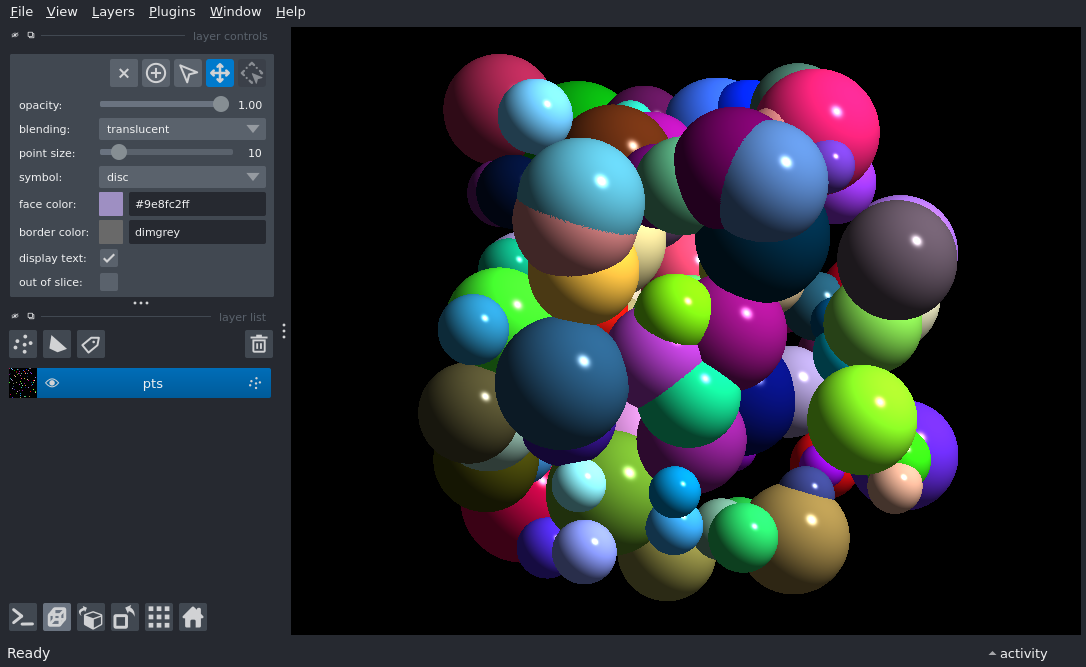 File View Layers Plugins Window Help
layer controls
opacity: 1.00
blending: translucent
point size: 10
symbol: disc
face color: #9e8fc2ff
border color: dimgrey
display text:
out of slice:
layer list
pts
Ready
activity